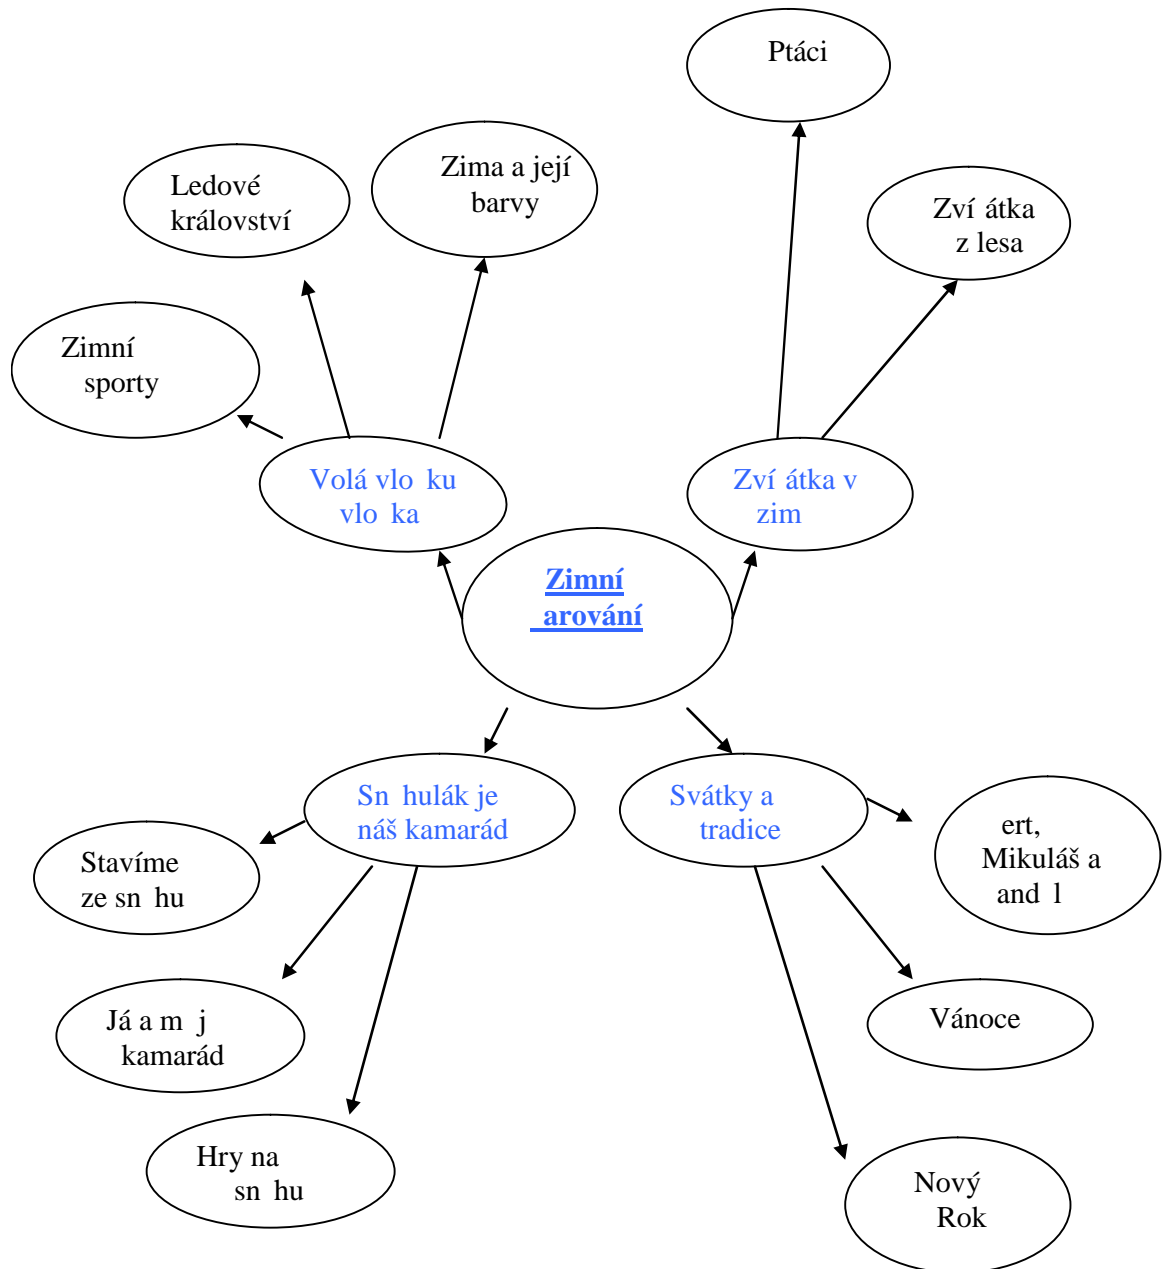 Ptáci
Zima a její
barvy
Ledové
království
Zví átka
z lesa
Zimní
sporty
Volá vlo ku
vlo ka
Zví átka v
zim
Zimní
arování
Sn hulák je
náš kamarád
Svátky a
tradice
ert,
Mikuláš a
and l
Stavíme
ze sn hu
Já a m j
kamarád
Vánoce
Hry na
sn hu
Nový
Rok